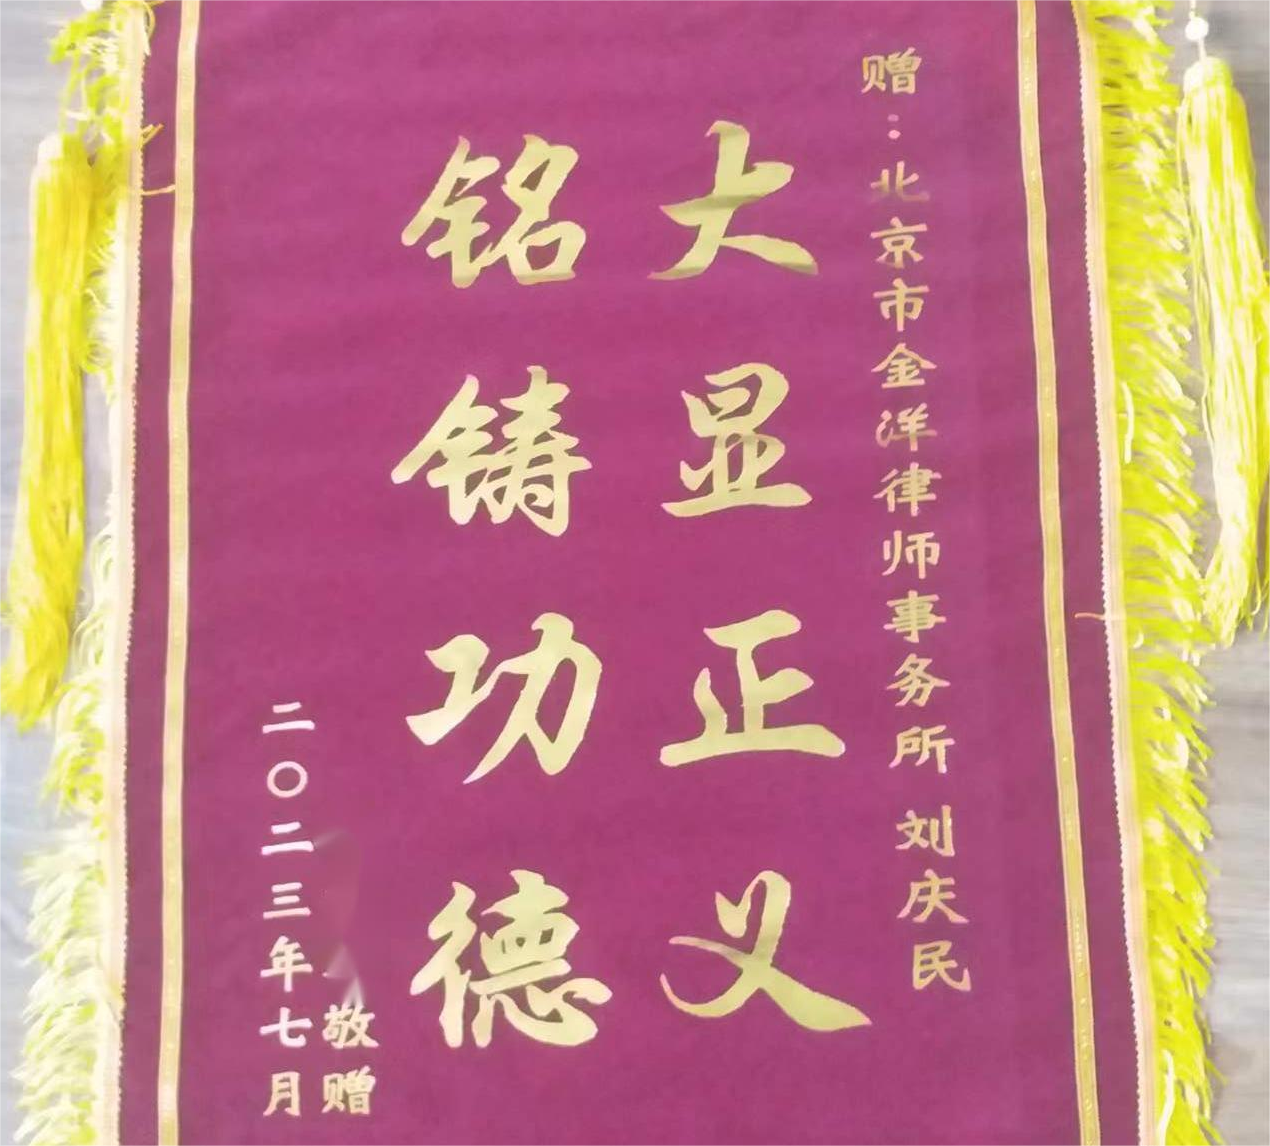 赠：北京市金洋律师事务所 刘庆民
大显正义
铭铸功德
敬赠
二〇二三年七月